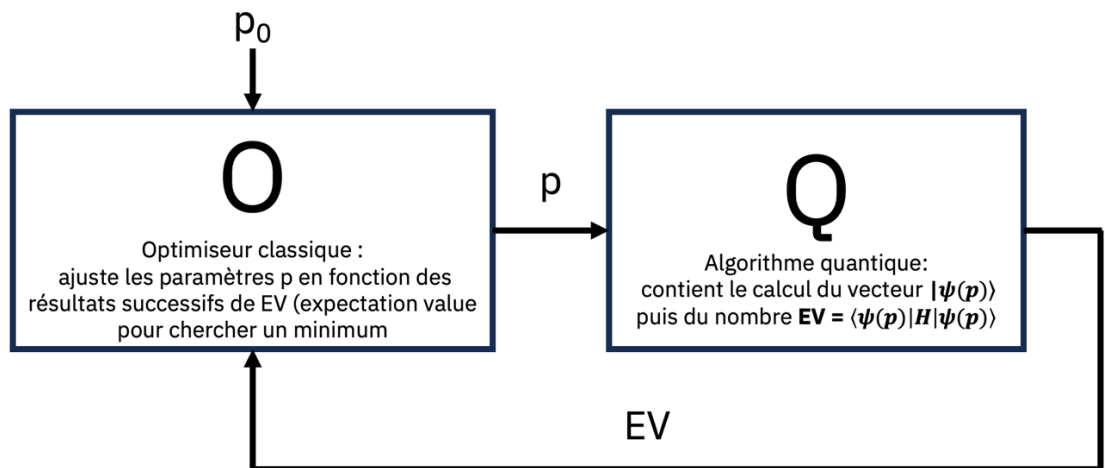 p₀
O
Optimiseur classique :
ajuste les paramètres p en fonction des
résultats successifs de EV (expectation value
pour chercher un minimum
p
Q
Algorithme quantique:
contient le calcul du vecteur |ψ(p)⟩
puis du nombre EV = ⟨ψ(p)|H|ψ(p)⟩
EV